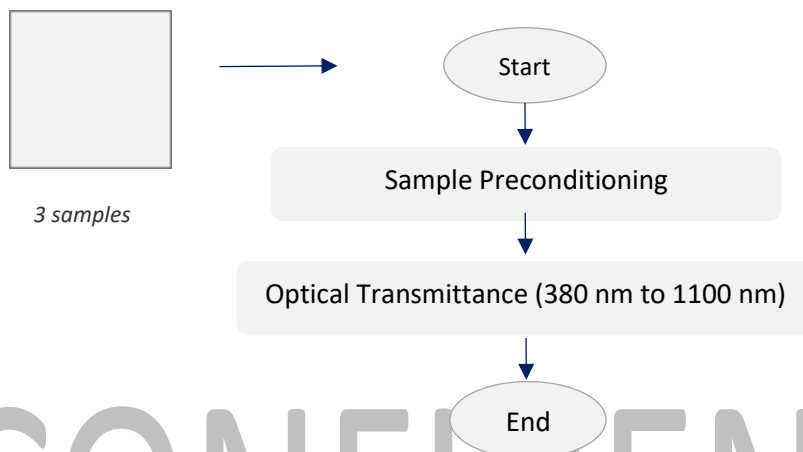 Start
Sample Preconditioning
3 samples
Optical Transmittance (380 nm to 1100 nm)
End